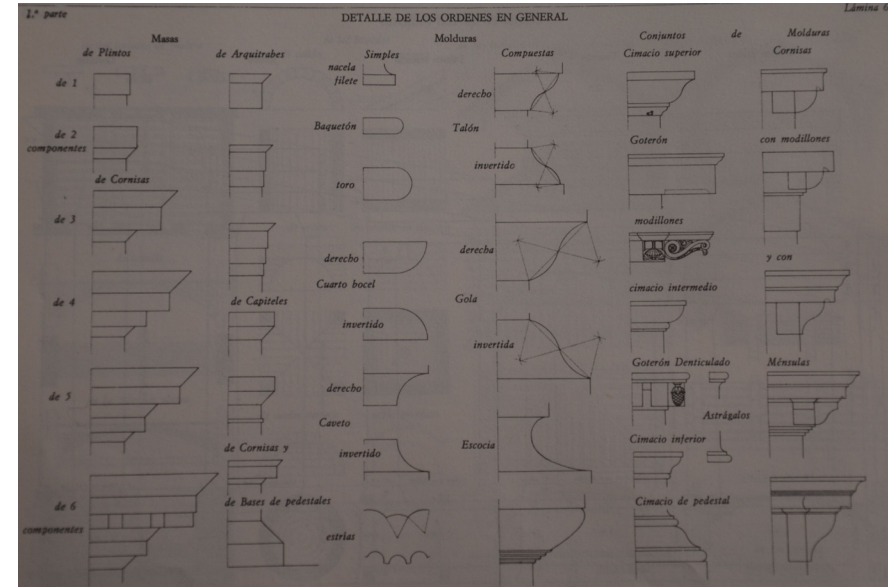 1.ª parte
Lámina 6
DETALLE DE LOS ORDENES EN GENERAL
Masas
Molduras
Conjuntos de Molduras
de Plintos
de Arquitrabes
Simples
Compuestas
Cimacio superior
Cornisas
de 1
nacela
filete
derecho
de 2
componentes
Baquetón
Talón
Goterón
con modillones
de Cornisas
toro
invertido
de 3
modillones
derecho
derecha
Cuarto bocel
y con
de 4
de Capiteles
Gola
cimacio intermedio
invertido
invertida
Goterón Denticulado
Ménsulas
de 5
derecho
Astrágalos
Caveto
Escocia
Cimacio inferior
de Cornisas y
invertido
de 6
componentes
de Bases de pedestales
Cimacio de pedestal
estrías